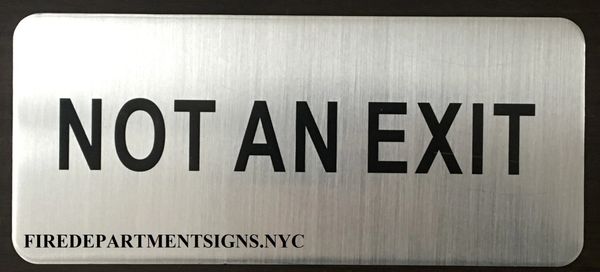 NOT AN EXIT
FIREDEPARTMENTSIGNS.NYC